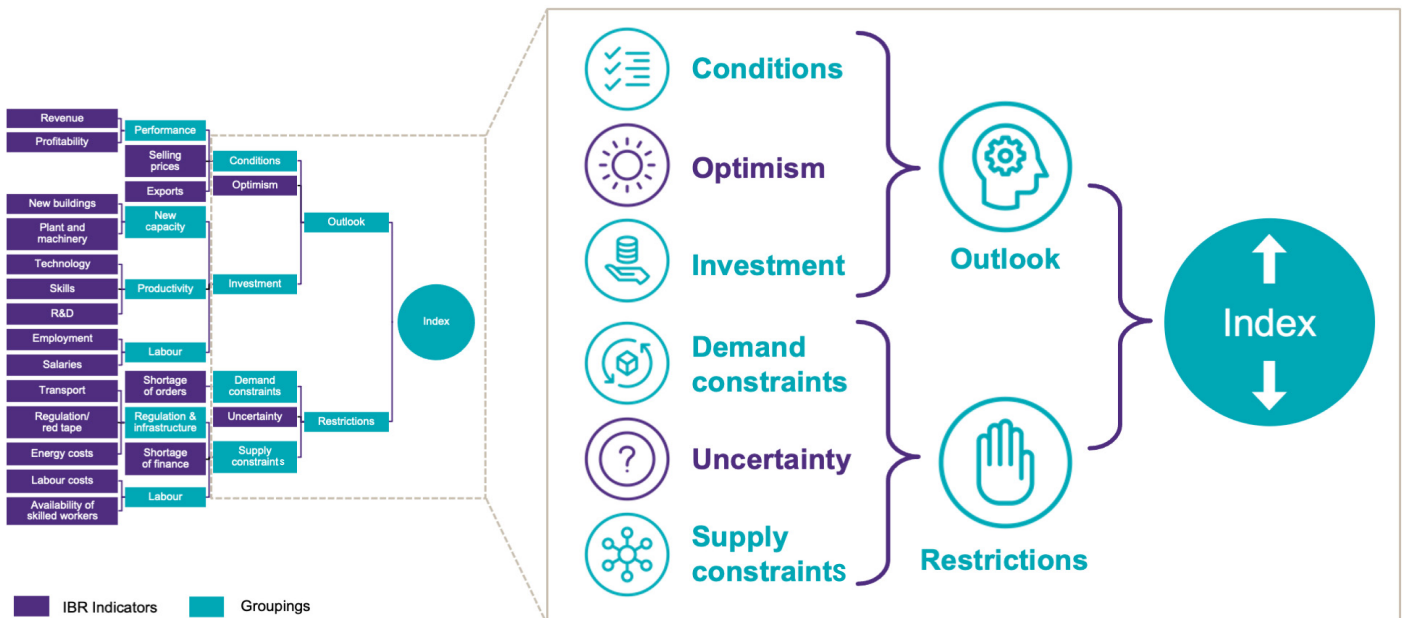 Revenue
Profitability
Performance
Selling
prices
Exports
Conditions
Optimism
New buildings
Plant and
machinery
New
capacity
Technology
Skills
R&D
Productivity
Investment
Outlook
Employment
Salaries
Labour
Index
Transport
Regulation/
red tape
Energy costs
Shortage
of orders
Regulation &
infrastructure
Shortage
of finance
Demand
constraints
Uncertainty
Supply
constraints
Restrictions
Labour costs
Availability of
skilled workers
Labour
IBR Indicators
Groupings
Conditions
Optimism
Investment
Demand
constraints
?
Uncertainty
Supply
constraints
Outlook
Restrictions
Index